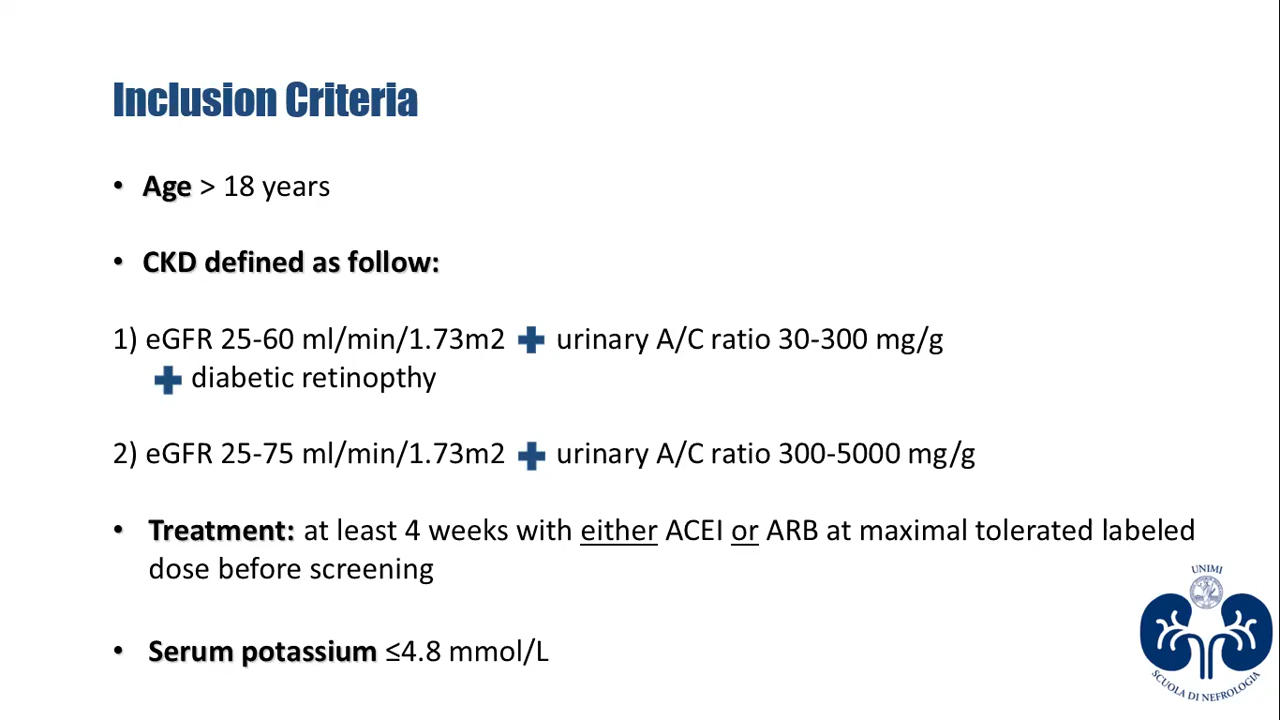 Inclusion Criteria
• Age > 18 years
• CKD defined as follow:
1) eGFR 25-60 ml/min/1.73m2 ✚ urinary A/C ratio 30-300 mg/g
✚ diabetic retinopthy
2) eGFR 25-75 ml/min/1.73m2 ✚ urinary A/C ratio 300-5000 mg/g
• Treatment: at least 4 weeks with either ACEI or ARB at maximal tolerated labeled
dose before screening
• Serum potassium ≤4.8 mmol/L
UNIMI
SCUOLA DI NEFROLOGIA